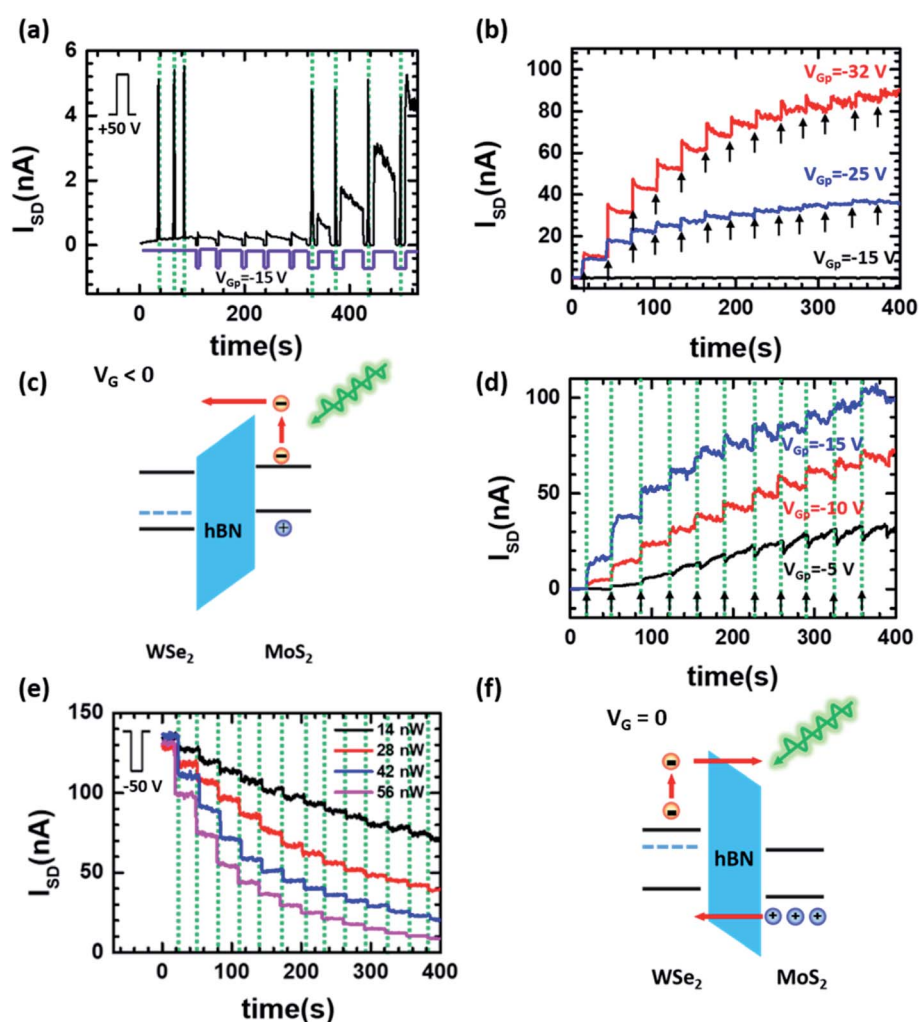 (a)
6
4
2
0
I_SD(nA)
+50 V
V_Gp=-15 V
0 200 400
time(s)
(b)
100
80
60
40
20
0
I_SD(nA)
V_Gp=-32 V
V_Gp=-25 V
V_Gp=-15 V
0 100 200 300 400
time(s)
(c)
V_G < 0
hBN
WSe₂ MoS₂
(d)
100
50
0
I_SD(nA)
V_Gp=-15 V
V_Gp=-10 V
V_Gp=-5 V
0 100 200 300 400
time(s)
(e)
150
100
50
0
I_SD(nA)
-50 V
14 nW
28 nW
42 nW
56 nW
0 100 200 300 400
time(s)
(f)
V_G = 0
hBN
WSe₂ MoS₂